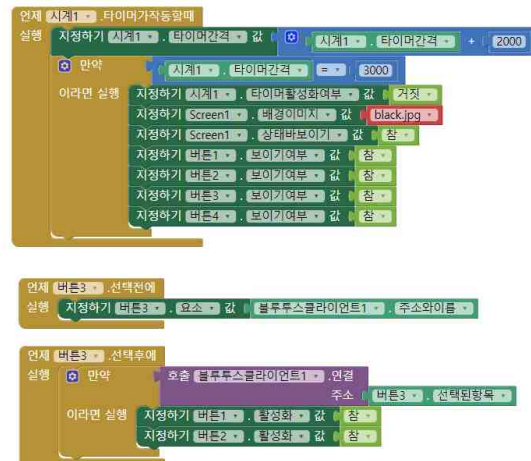 언제 시계1 .타이머가작동할때
실행 지정하기 시계1 . 타이머간격 값 시계1 . 타이머간격 + 2000
만약 시계1 . 타이머간격 = 3000
이라면 실행 지정하기 시계1 . 타이머활성화여부 값 거짓
지정하기 Screen1 . 배경이미지 값 black.jpg
지정하기 Screen1 . 상태바보이기 값 참
지정하기 버튼1 . 보이기여부 값 참
지정하기 버튼2 . 보이기여부 값 참
지정하기 버튼3 . 보이기여부 값 참
지정하기 버튼4 . 보이기여부 값 참
언제 버튼3 .선택전에
실행 지정하기 버튼3 . 요소 값 블루투스클라이언트1 . 주소와이름
언제 버튼3 .선택후에
실행 만약 호출 블루투스클라이언트1 .연결
주소 버튼3 . 선택된항목
이라면 실행 지정하기 버튼1 . 활성화 값 참
지정하기 버튼2 . 활성화 값 참